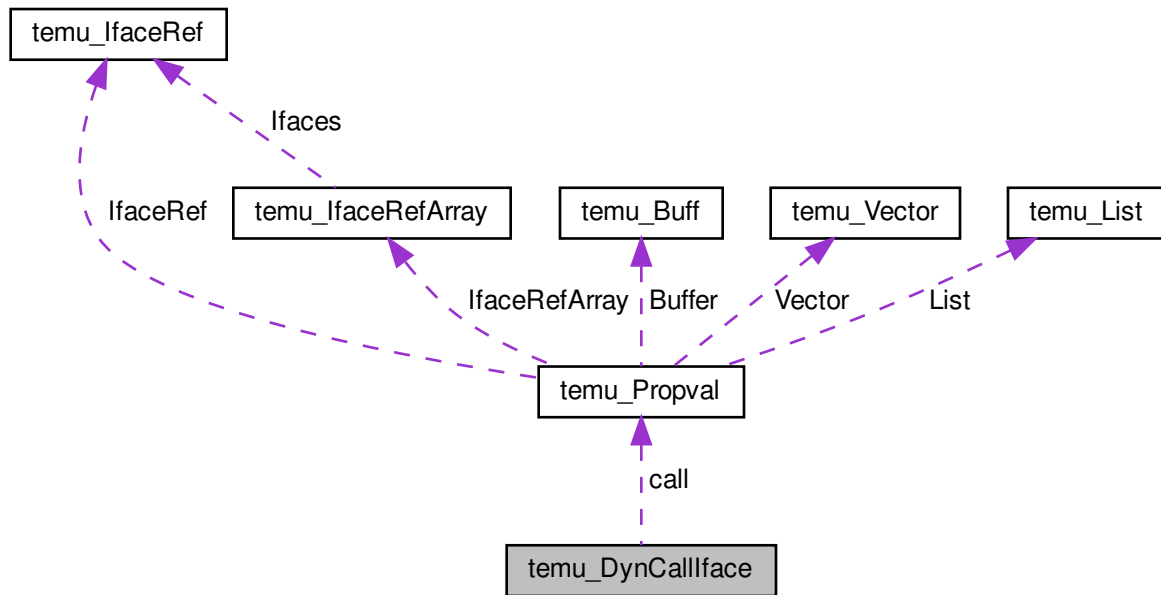 temu_IfaceRef
Ifaces
IfaceRef
temu_IfaceRefArray
temu_Buff
temu_Vector
temu_List
IfaceRefArray
Buffer
Vector
List
temu_Propval
call
temu_DynCallIface